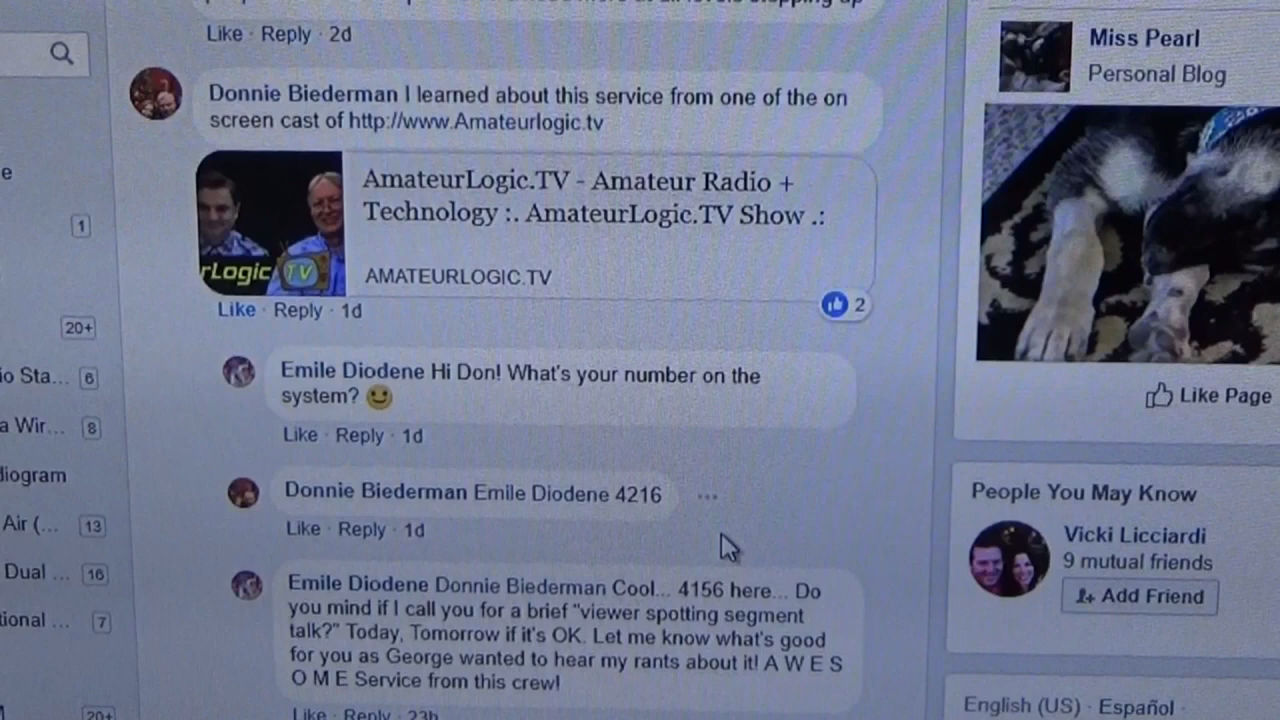 Like · Reply · 2d
Donnie Biederman I learned about this service from one of the on
screen cast of http://www.Amateurlogic.tv
AmateurLogic.TV - Amateur Radio +
Technology :. AmateurLogic.TV Show .:
rLogic TV
AMATEURLOGIC.TV
Like · Reply · 1d
2
Emile Diodene Hi Don! What's your number on the
system?
Like · Reply · 1d
Donnie Biederman Emile Diodene 4216
Like · Reply · 1d
Emile Diodene Donnie Biederman Cool... 4156 here... Do
you mind if I call you for a brief "viewer spotting segment
talk?" Today, Tomorrow if it's OK. Let me know what's good
for you as George wanted to hear my rants about it! A W E S
O M E Service from this crew!
Like · Reply · 23h
e
1
20+
io Sta... 6
a Wir... 8
diogram
Air (... 13
Dual ... 16
tional ... 7
20+
Miss Pearl
Personal Blog
Like Page
People You May Know
Vicki Licciardi
9 mutual friends
Add Friend
English (US) · Español ·